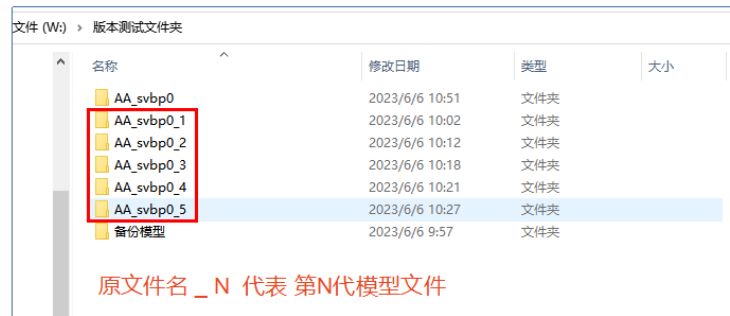 文件 (W:) > 版本测试文件夹
名称 修改日期 类型 大小
AA_svbp0 2023/6/6 10:51 文件夹
AA_svbp0_1 2023/6/6 10:02 文件夹
AA_svbp0_2 2023/6/6 10:12 文件夹
AA_svbp0_3 2023/6/6 10:18 文件夹
AA_svbp0_4 2023/6/6 10:21 文件夹
AA_svbp0_5 2023/6/6 10:27 文件夹
备份模型 2023/6/6 9:57 文件夹
原文件名 _ N 代表 第N代模型文件